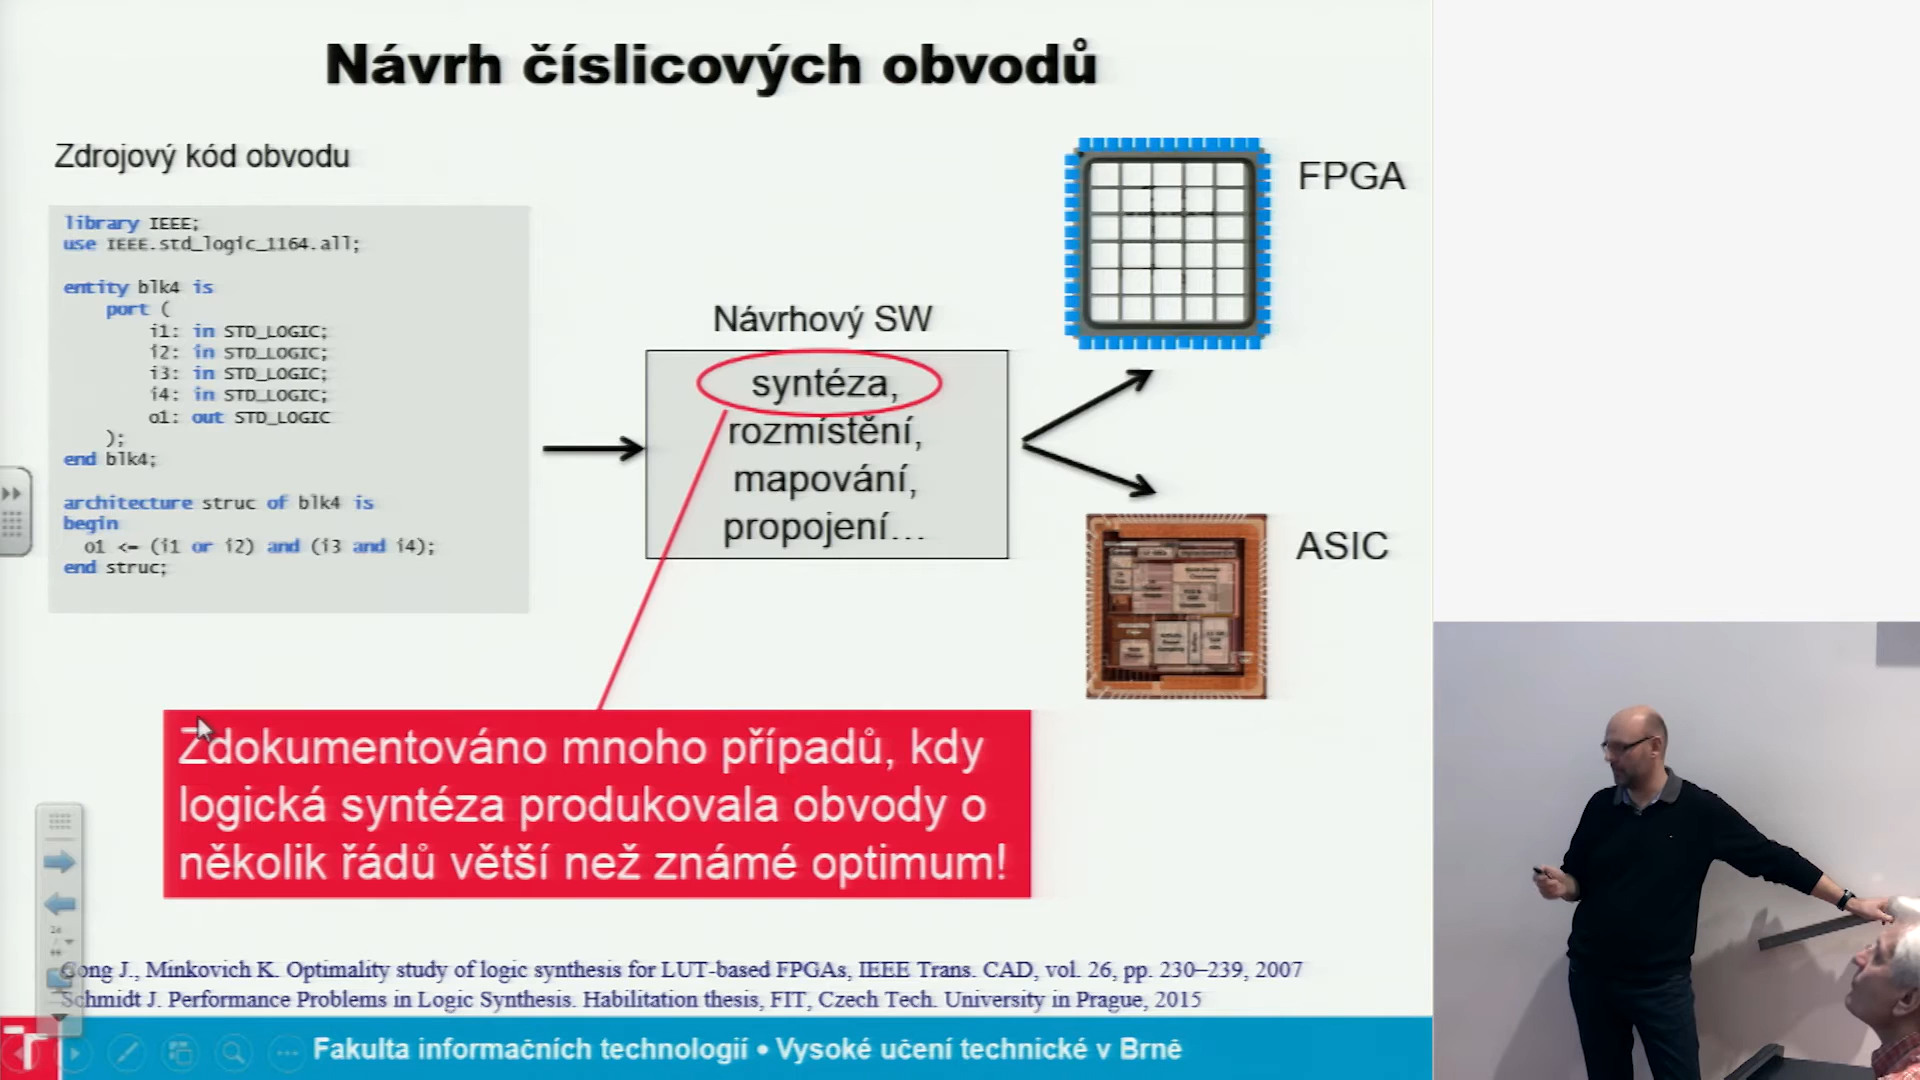 Návrh číslicových obvodů
Zdrojový kód obvodu
library IEEE;
use IEEE.std_logic_1164.all;
entity blk4 is
port (
i1: in STD_LOGIC;
i2: in STD_LOGIC;
i3: in STD_LOGIC;
i4: in STD_LOGIC;
o1: out STD_LOGIC
);
end blk4;
architecture struc of blk4 is
begin
o1 <= (i1 or i2) and (i3 and i4);
end struc;
Návrhový SW
syntéza,
rozmístění,
mapování,
propojení...
FPGA
ASIC
Zdokumentováno mnoho případů, kdy
logická syntéza produkovala obvody o
několik řádů větší než známé optimum!
Cong J., Minkovich K. Optimality study of logic synthesis for LUT-based FPGAs, IEEE Trans. CAD, vol. 26, pp. 230–239, 2007
Schmidt J. Performance Problems in Logic Synthesis. Habilitation thesis, FIT, Czech Tech. University in Prague, 2015
Fakulta informačních technologií • Vysoké učení technické v Brně